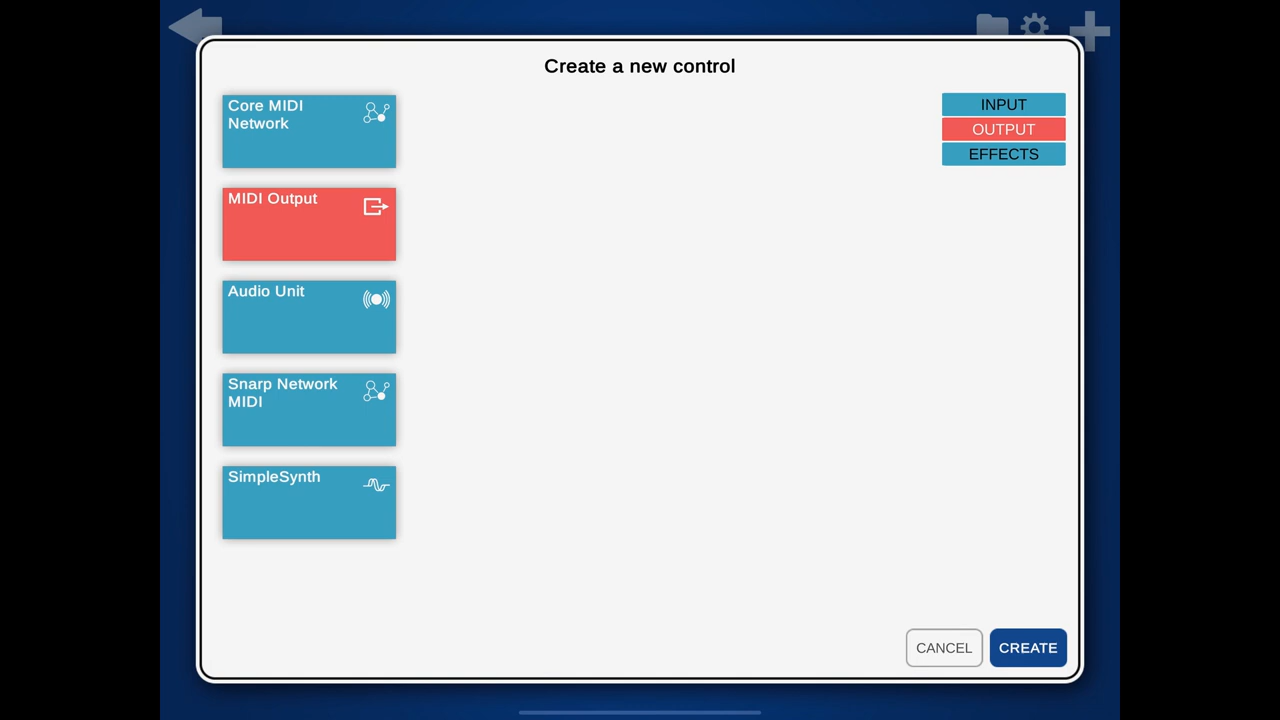 Create a new control
Core MIDI
Network
MIDI Output
Audio Unit
Snarp Network
MIDI
SimpleSynth
INPUT
OUTPUT
EFFECTS
CANCEL
CREATE